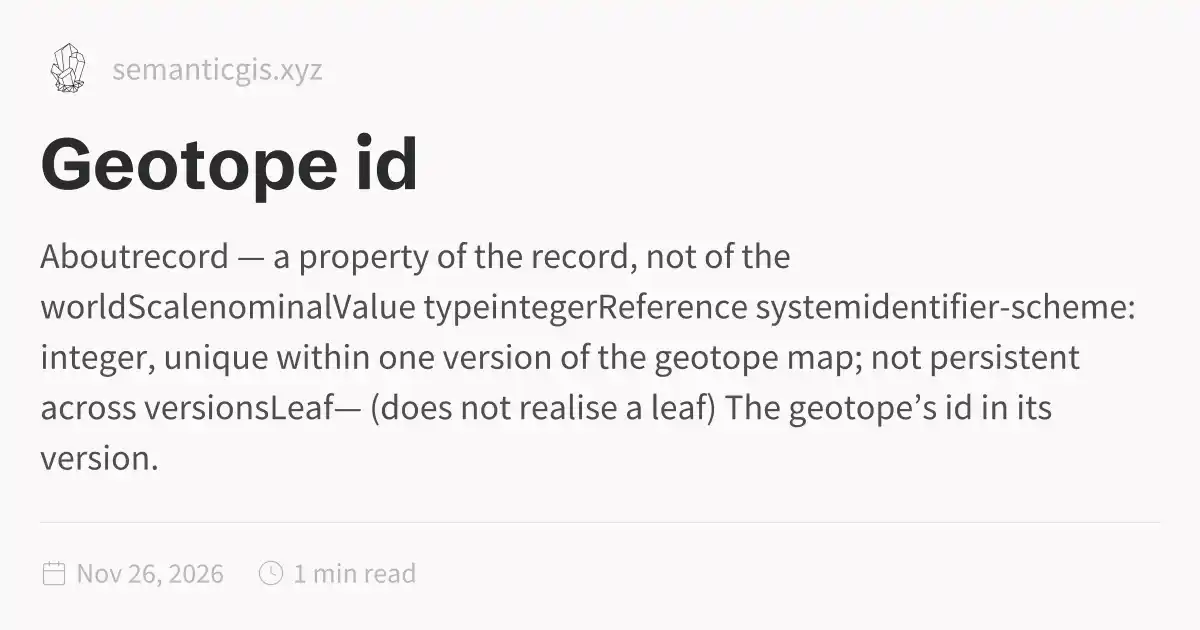 semanticgis.xyz
Geotope id
Aboutrecord — a property of the record, not of the
worldScalenominalValue typeintegerReference systemidentifier-scheme:
integer, unique within one version of the geotope map; not persistent
across versionsLeaf— (does not realise a leaf) The geotope’s id in its
version.
Nov 26, 2026 1 min read